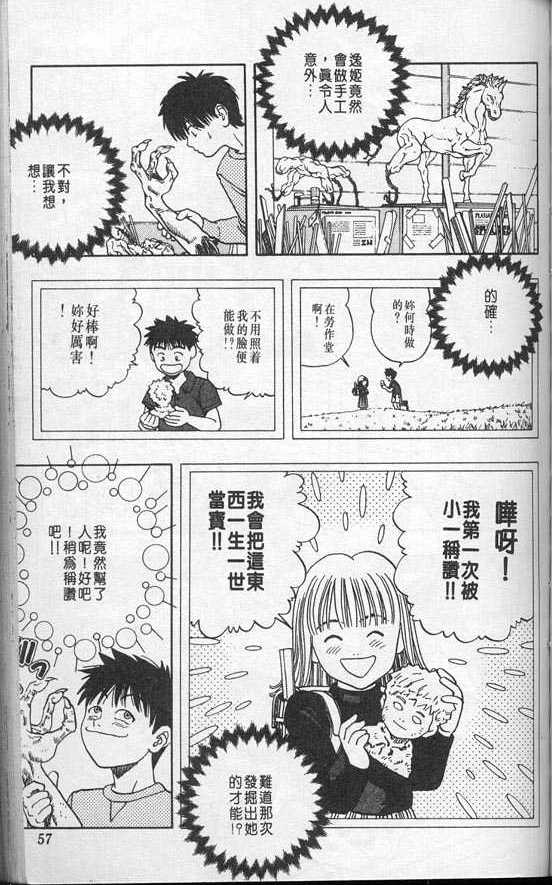 逸姬竟然
會做手工
，真令人
意外…
不對，
讓我想
想…
的確…
妳何時做
的？
在勞作堂
啊！
不用照着
我的臉便
能做!?
好棒啊！
妳好厲害
！
嘩呀！
我第一次被
小一稱讚!!
我會把這東
西一生一世
當寶!!
難道那次
發掘出她
的才能!?
我竟然幫了
人呢！好吧
！稍為稱讚
吧!!
57